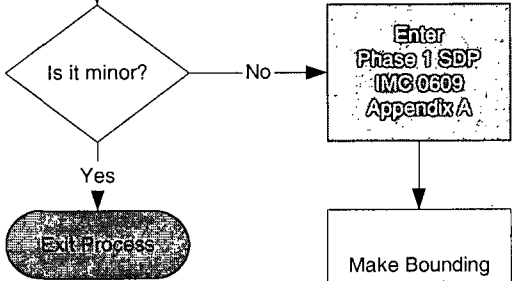 Is it minor?
No
Enter
Phase 1 SDP
IMC 0609
Appendix A
Yes
Exit Process
Make Bounding